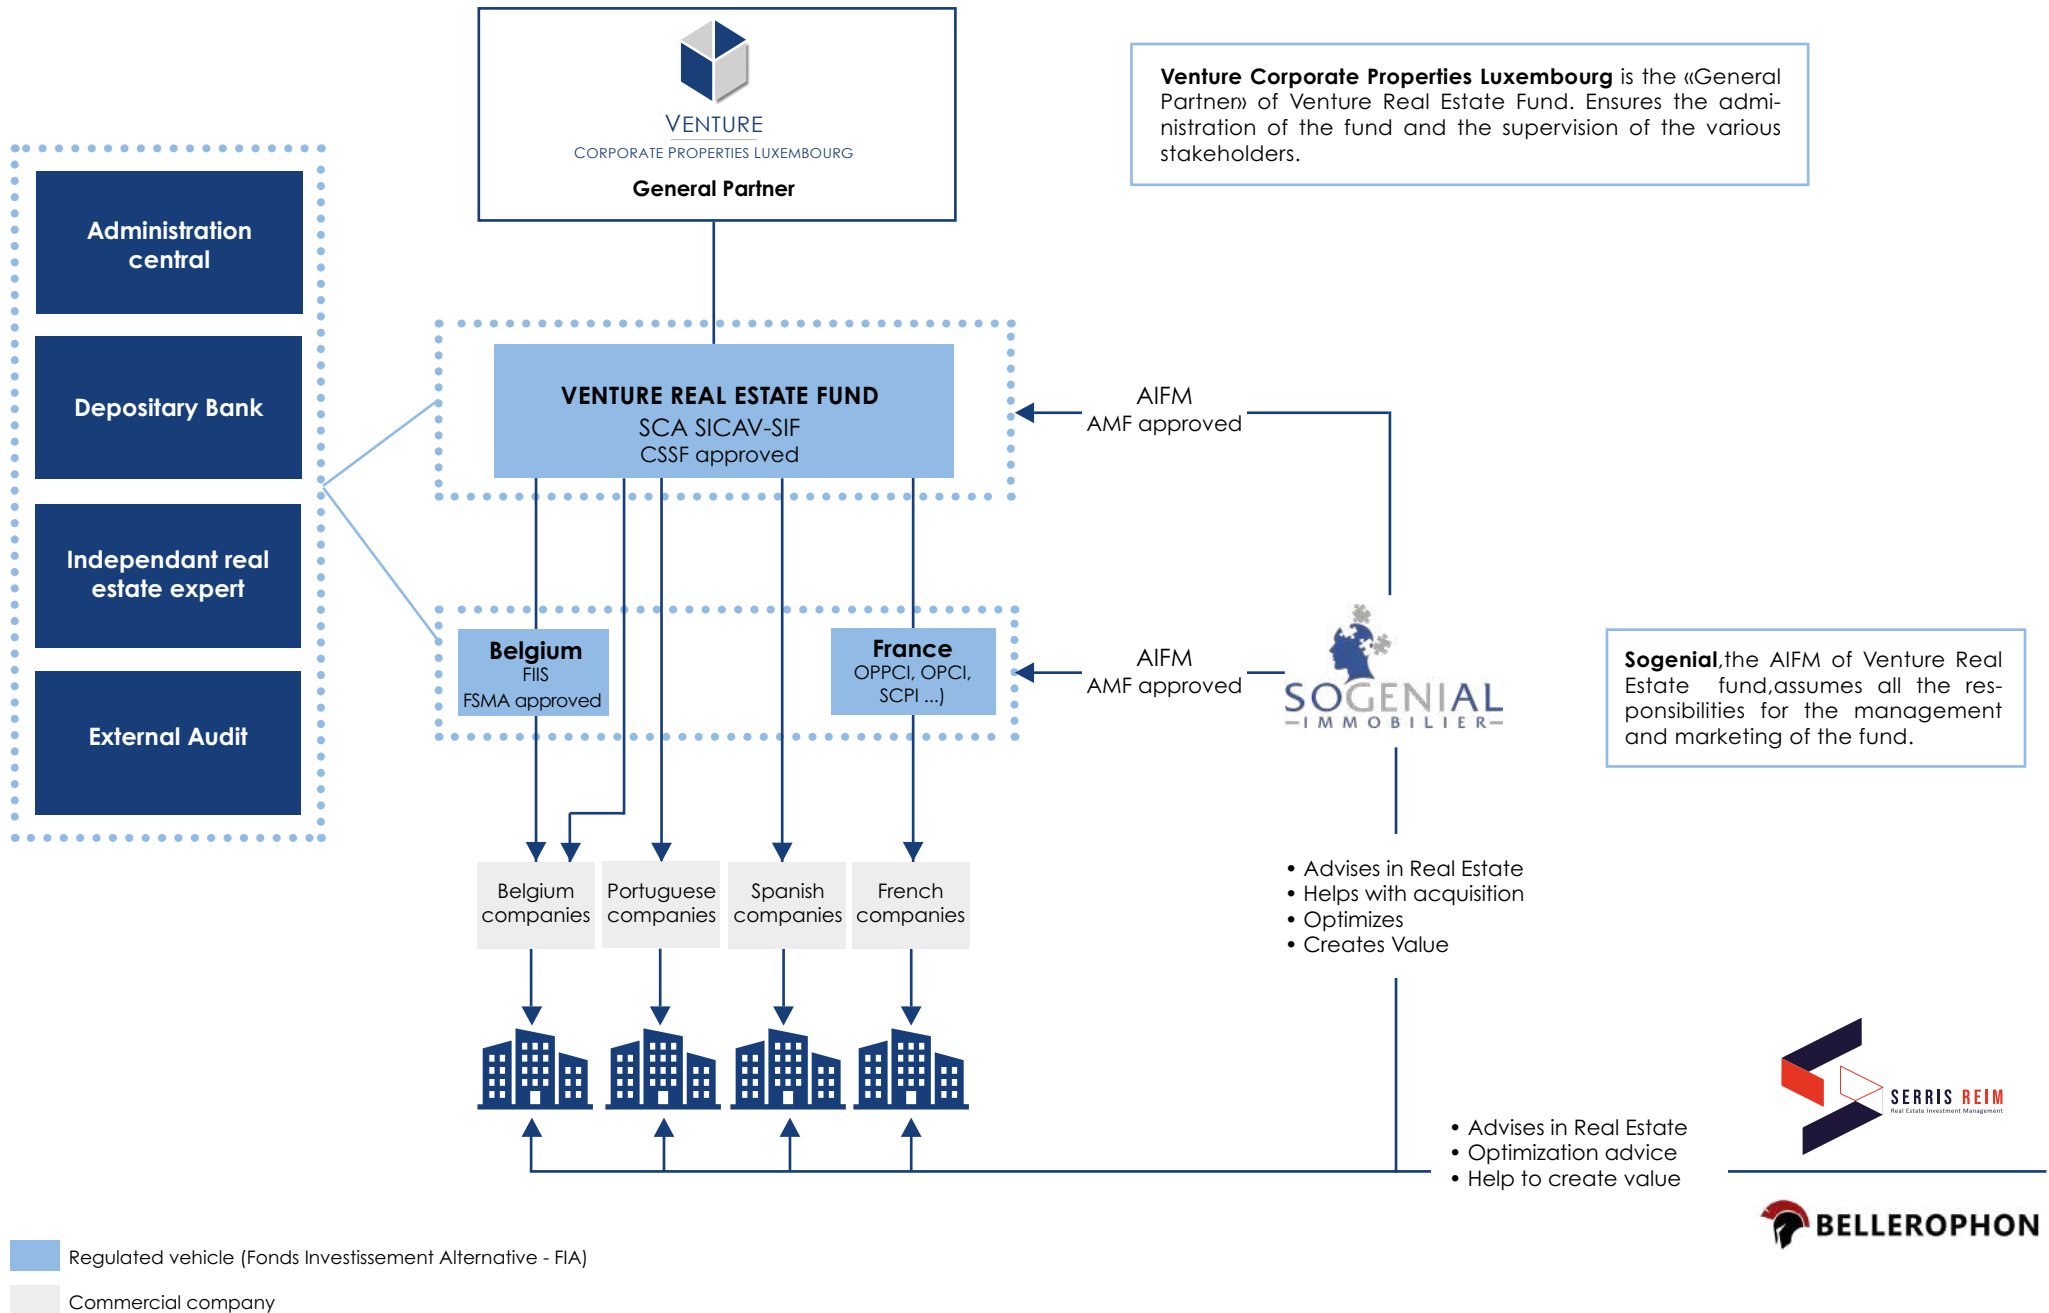 VENTURE
CORPORATE PROPERTIES LUXEMBOURG
General Partner
Venture Corporate Properties Luxembourg is the «General
Partner» of Venture Real Estate Fund. Ensures the admi-
nistration of the fund and the supervision of the various
stakeholders.
Administration
central
Depositary Bank
Independant real
estate expert
External Audit
VENTURE REAL ESTATE FUND
SCA SICAV-SIF
CSSF approved
AIFM
AMF approved
Belgium
FIIS
FSMA approved
France
OPPCI, OPCI,
SCPI ...)
AIFM
AMF approved
SOGENIAL
IMMOBILIER
Sogenial,the AIFM of Venture Real
Estate fund,assumes all the res-
ponsibilities for the management
and marketing of the fund.
Belgium
companies
Portuguese
companies
Spanish
companies
French
companies
• Advises in Real Estate
• Helps with acquisition
• Optimizes
• Creates Value
SERRIS REIM
Real Estate Investment Management
• Advises in Real Estate
• Optimization advice
• Help to create value
BELLEROPHON
Regulated vehicle (Fonds Investissement Alternative - FIA)
Commercial company